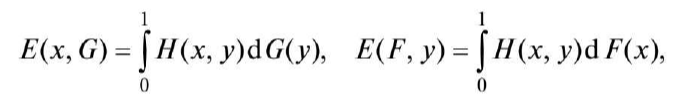 E(x, G) = ∫₀¹ H(x, y)dG(y), E(F, y) = ∫₀¹ H(x, y)d F(x),